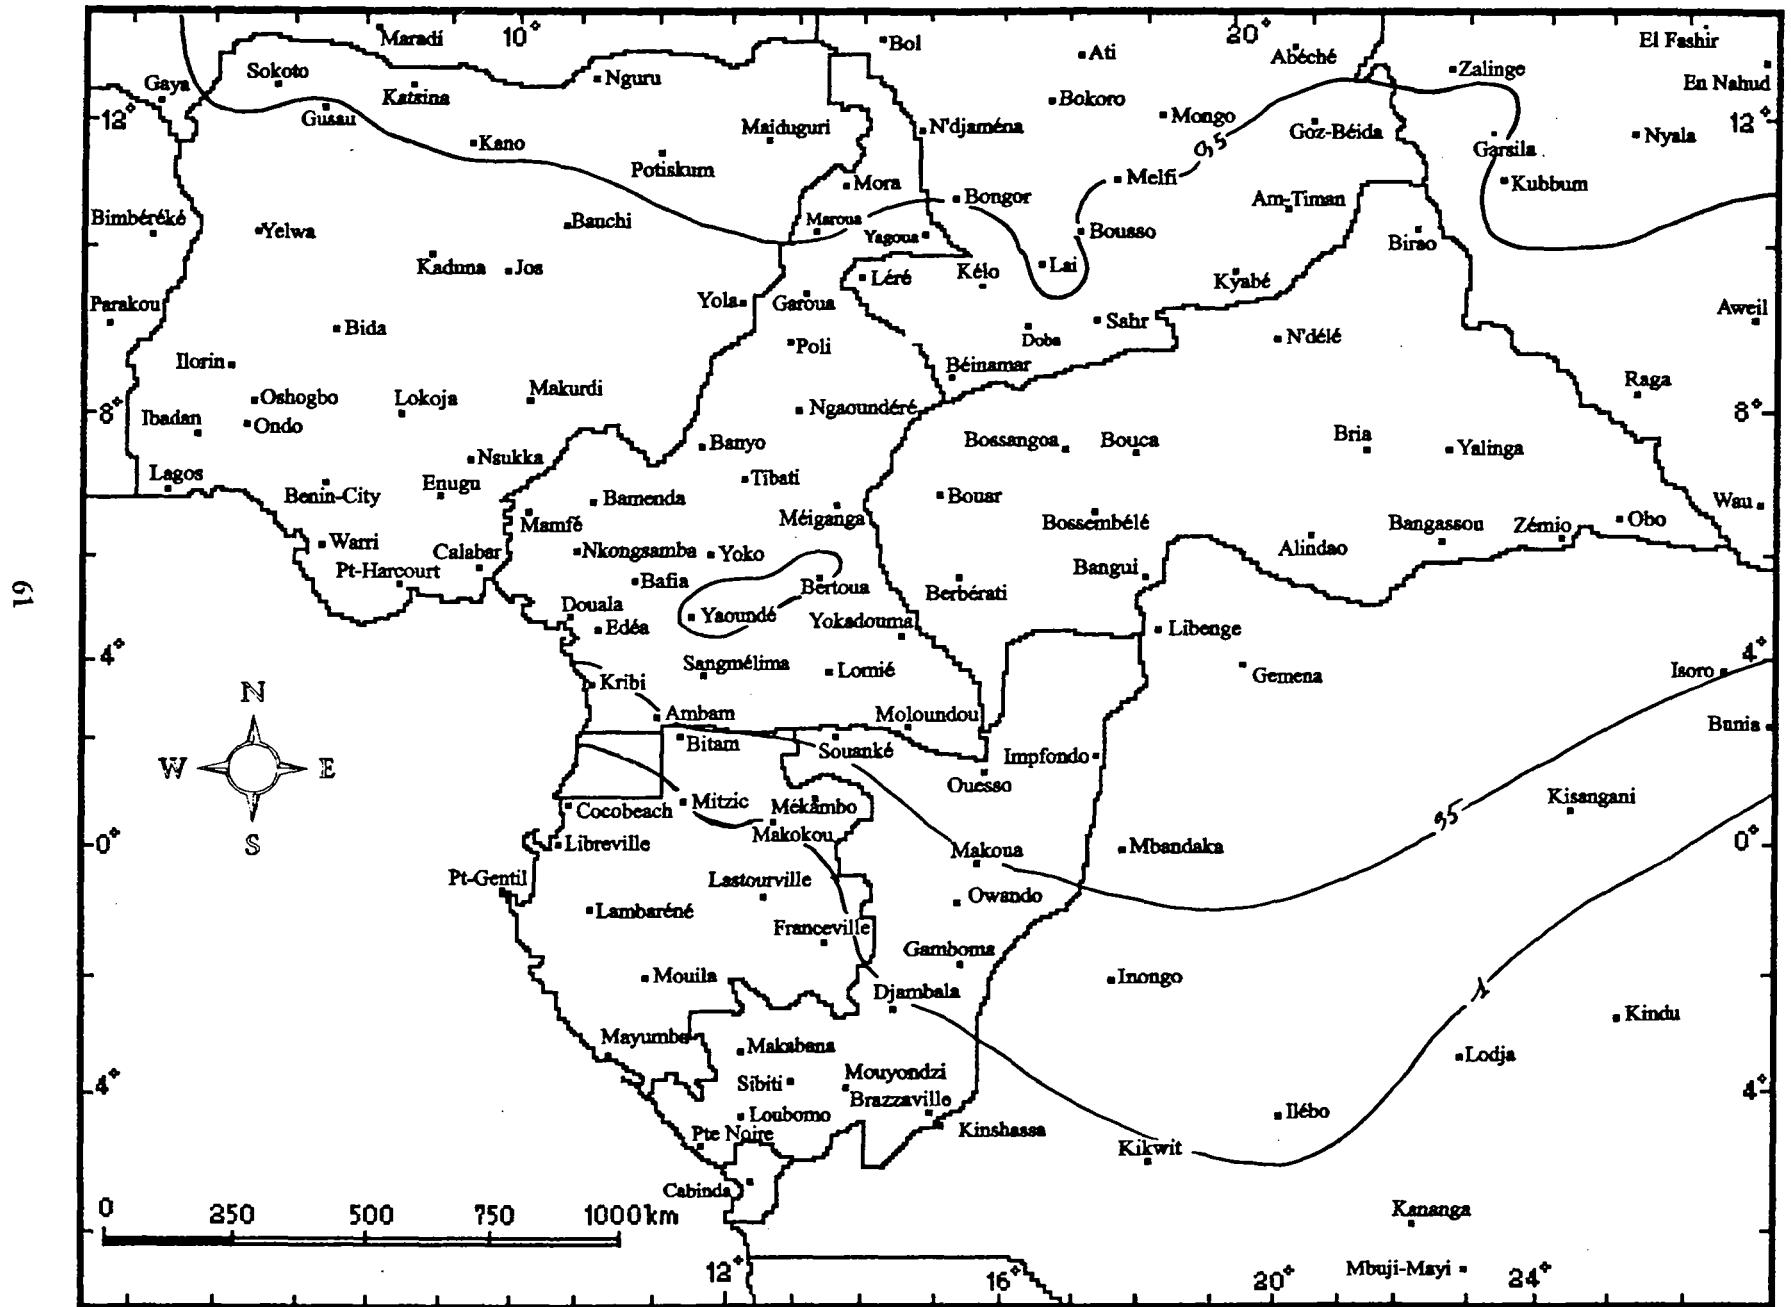 Maradi
10°
Bol
Ati
20°
Abéché
El Fashir
Gaya
Sokoto
Katsina
Nguru
Zalinge
En Nahud
12°
Gusau
Bokoro
Mongo
Goz-Béida
12°
Kano
Maiduguri
N'djaména
0,5
Garsila
Nyala
Potiskum
Mora
Bongor
Melfi
Am-Timan
Kubbum
Bimbéréké
Yelwa
Banchi
Maroua
Yagoua
Bousso
Birao
Kaduna
Jos
Léré
Kélo
Lai
Kyabé
Parakou
Yola
Garoua
Aweil
Bida
Poli
Doba
Sahr
N'délé
Ilorin
Béinamar
Makurdi
Raga
8°
Oshogbo
Lokoja
Ngaoundéré
8°
Ibadan
Ondo
Banyo
Bossangoa
Bouca
Bria
Yalinga
Nsukka
Lagos
Enugu
Tibati
Benin-City
Bamenda
Bouar
Wau
Mamfé
Méiganga
Bossembélé
Bangassou
Zémio
Obo
Warri
Calabar
Nkongsamba
Yoko
Alindao
Pt-Harcourt
Bafia
Bertoua
Berbérati
Bangui
61
Douala
Yaoundé
Yokadouma
Edéa
Libenge
4°
Sangmélima
Lomié
Gemena
Isoro
4°
Kribi
N
Ambam
Moloundou
Bunia
Bitam
Souanké
Impfondo
W
E
Ouesso
Mitzic
Mékambo
Kisangani
Cocobeach
Makokou
0,5
0°
S
Libreville
Makoua
Mbandaka
0°
Pt-Gentil
Lastourville
Owando
Lambaréné
Franceville
Gamboma
Mouila
Djambala
Inongo
1
Kindu
Mayumba
Makabana
Lodja
Sibiti
Mouyondzi
4°
Brazzaville
4°
Loubomo
Ilébo
Pte Noire
Kinshassa
Kikwit
Cabinda
0
250
500
750
1000km
Kananga
12°
16°
20°
24°
Mbuji-Mayi